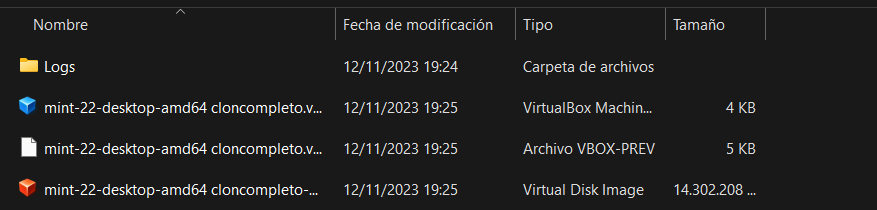 Nombre Fecha de modificación Tipo Tamaño
Logs 12/11/2023 19:24 Carpeta de archivos
mint-22-desktop-amd64 cloncompleto.v... 12/11/2023 19:25 VirtualBox Machin... 4 KB
mint-22-desktop-amd64 cloncompleto.v... 12/11/2023 19:25 Archivo VBOX-PREV 5 KB
mint-22-desktop-amd64 cloncompleto-... 12/11/2023 19:25 Virtual Disk Image 14.302.208 ...